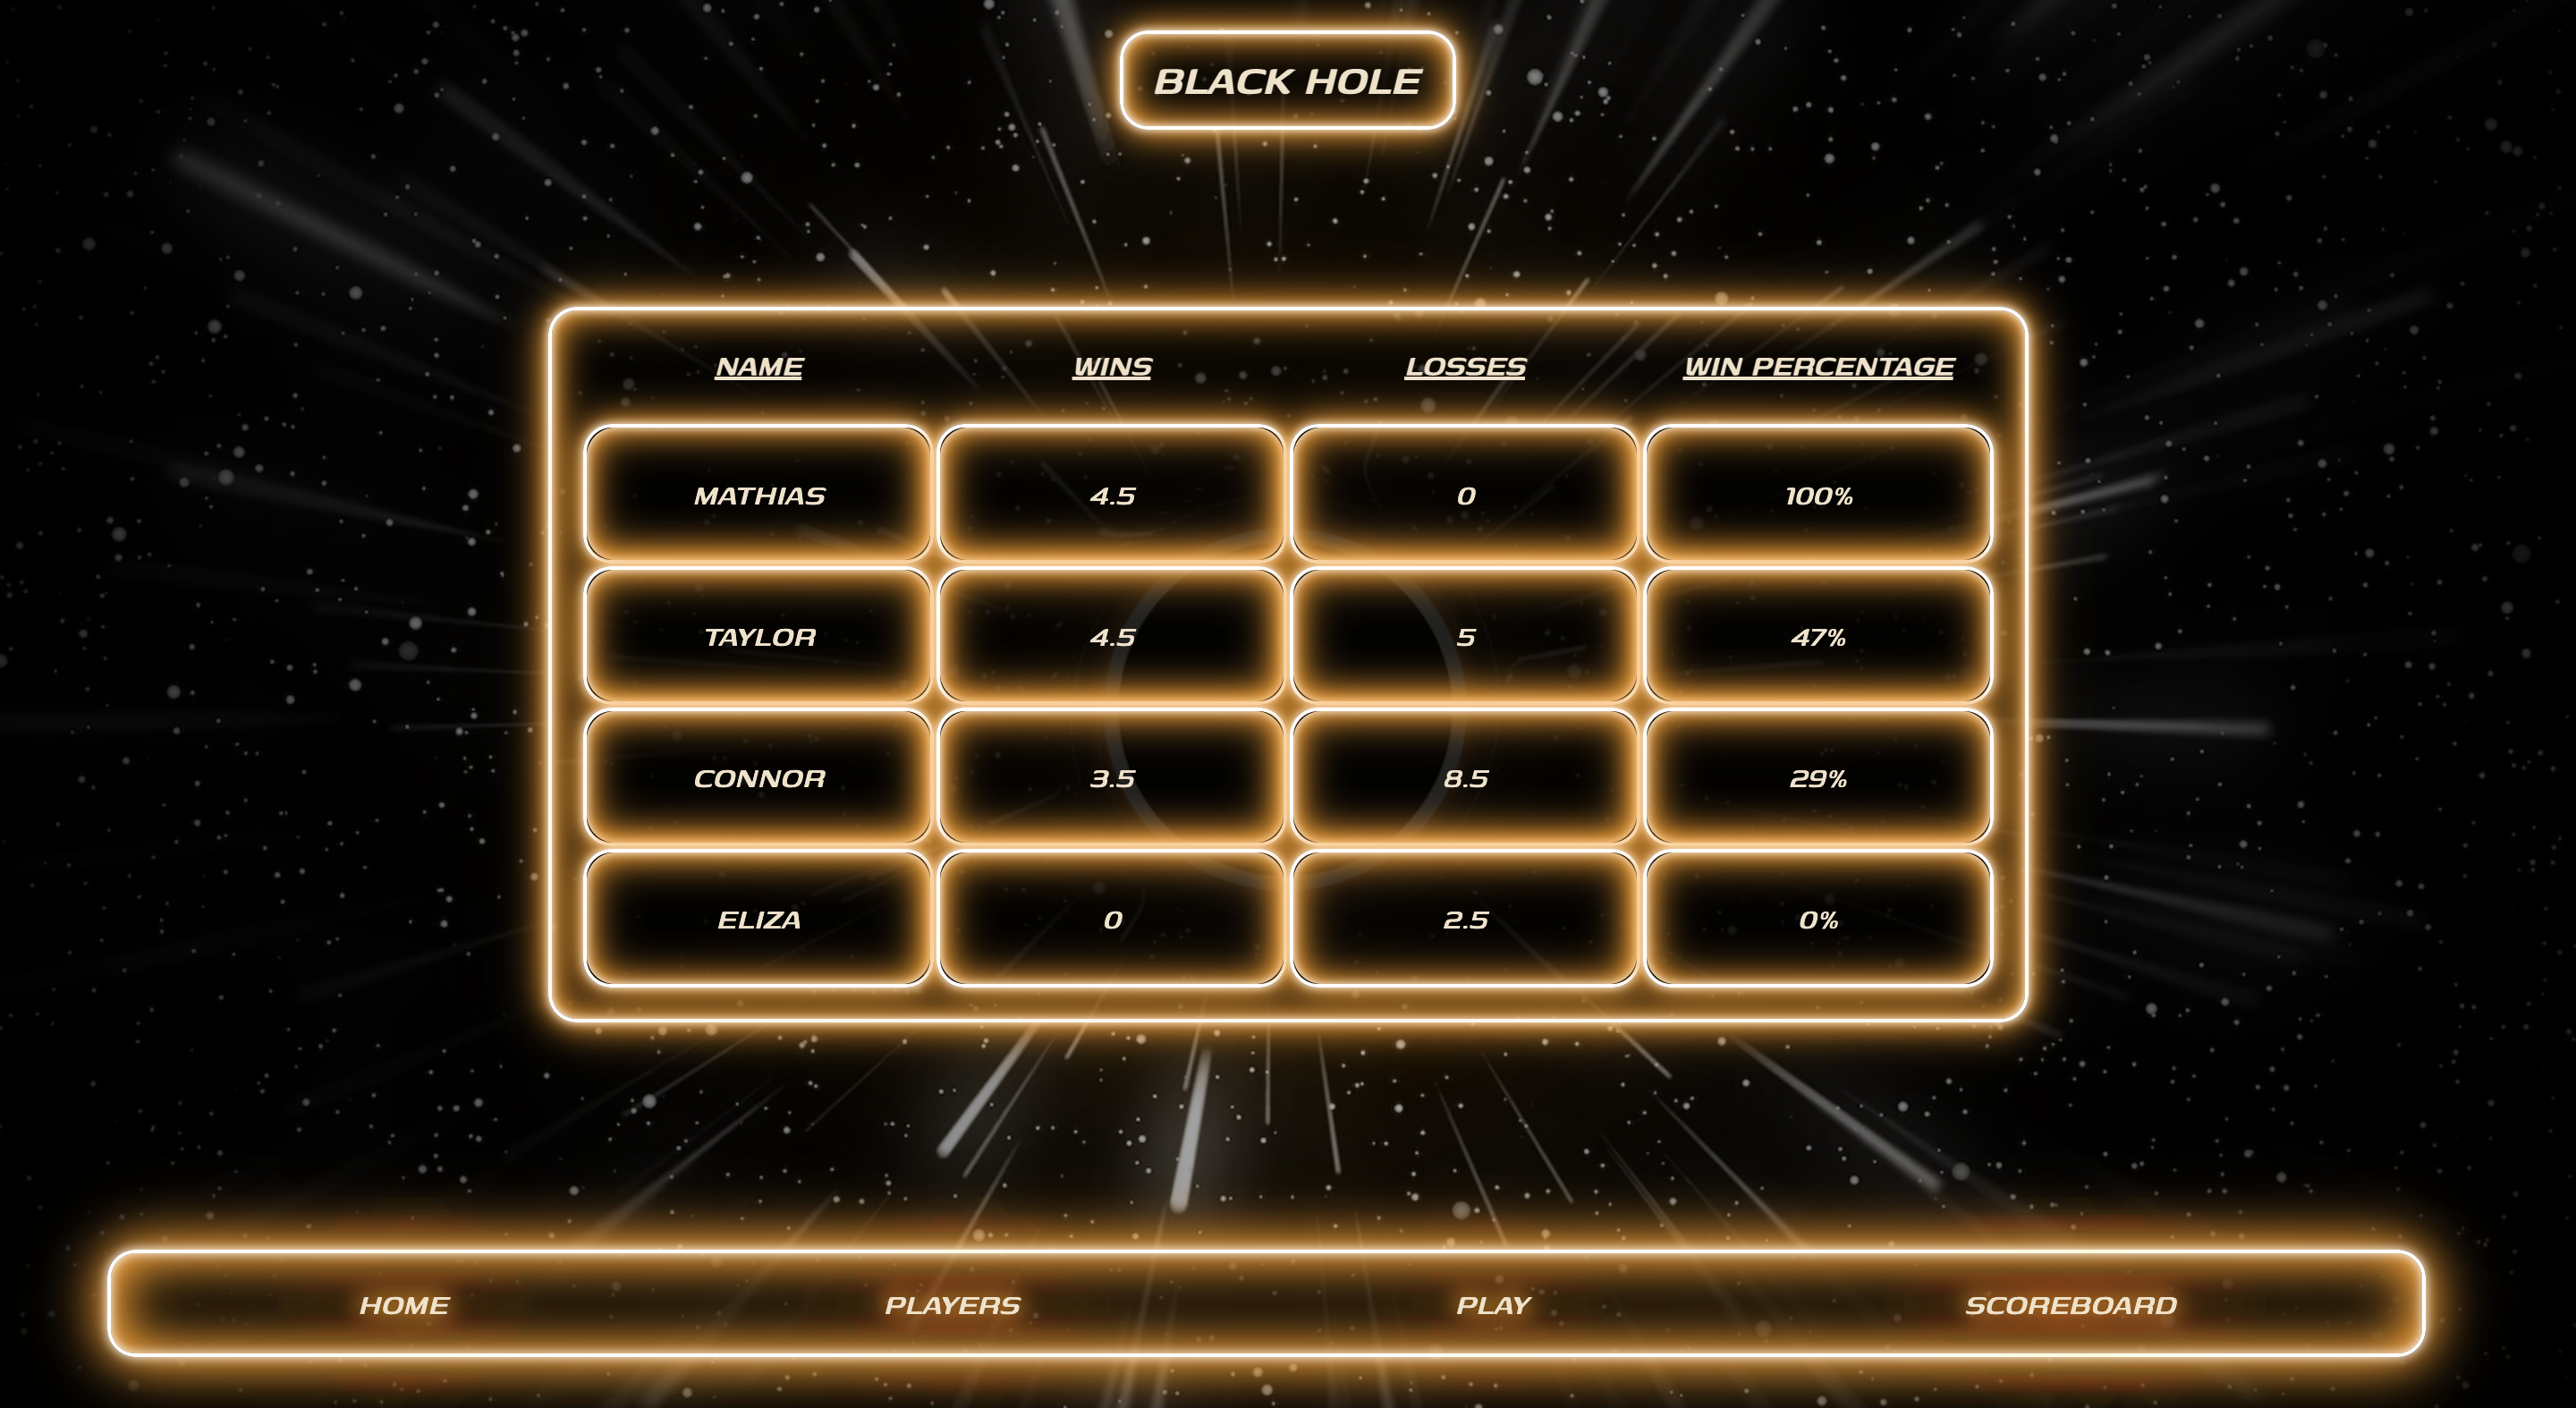 BLACK HOLE
NAME WINS LOSSES WIN PERCENTAGE
MATHIAS 4.5 0 100%
TAYLOR 4.5 5 47%
CONNOR 3.5 8.5 29%
ELIZA 0 2.5 0%
HOME PLAYERS PLAY SCOREBOARD